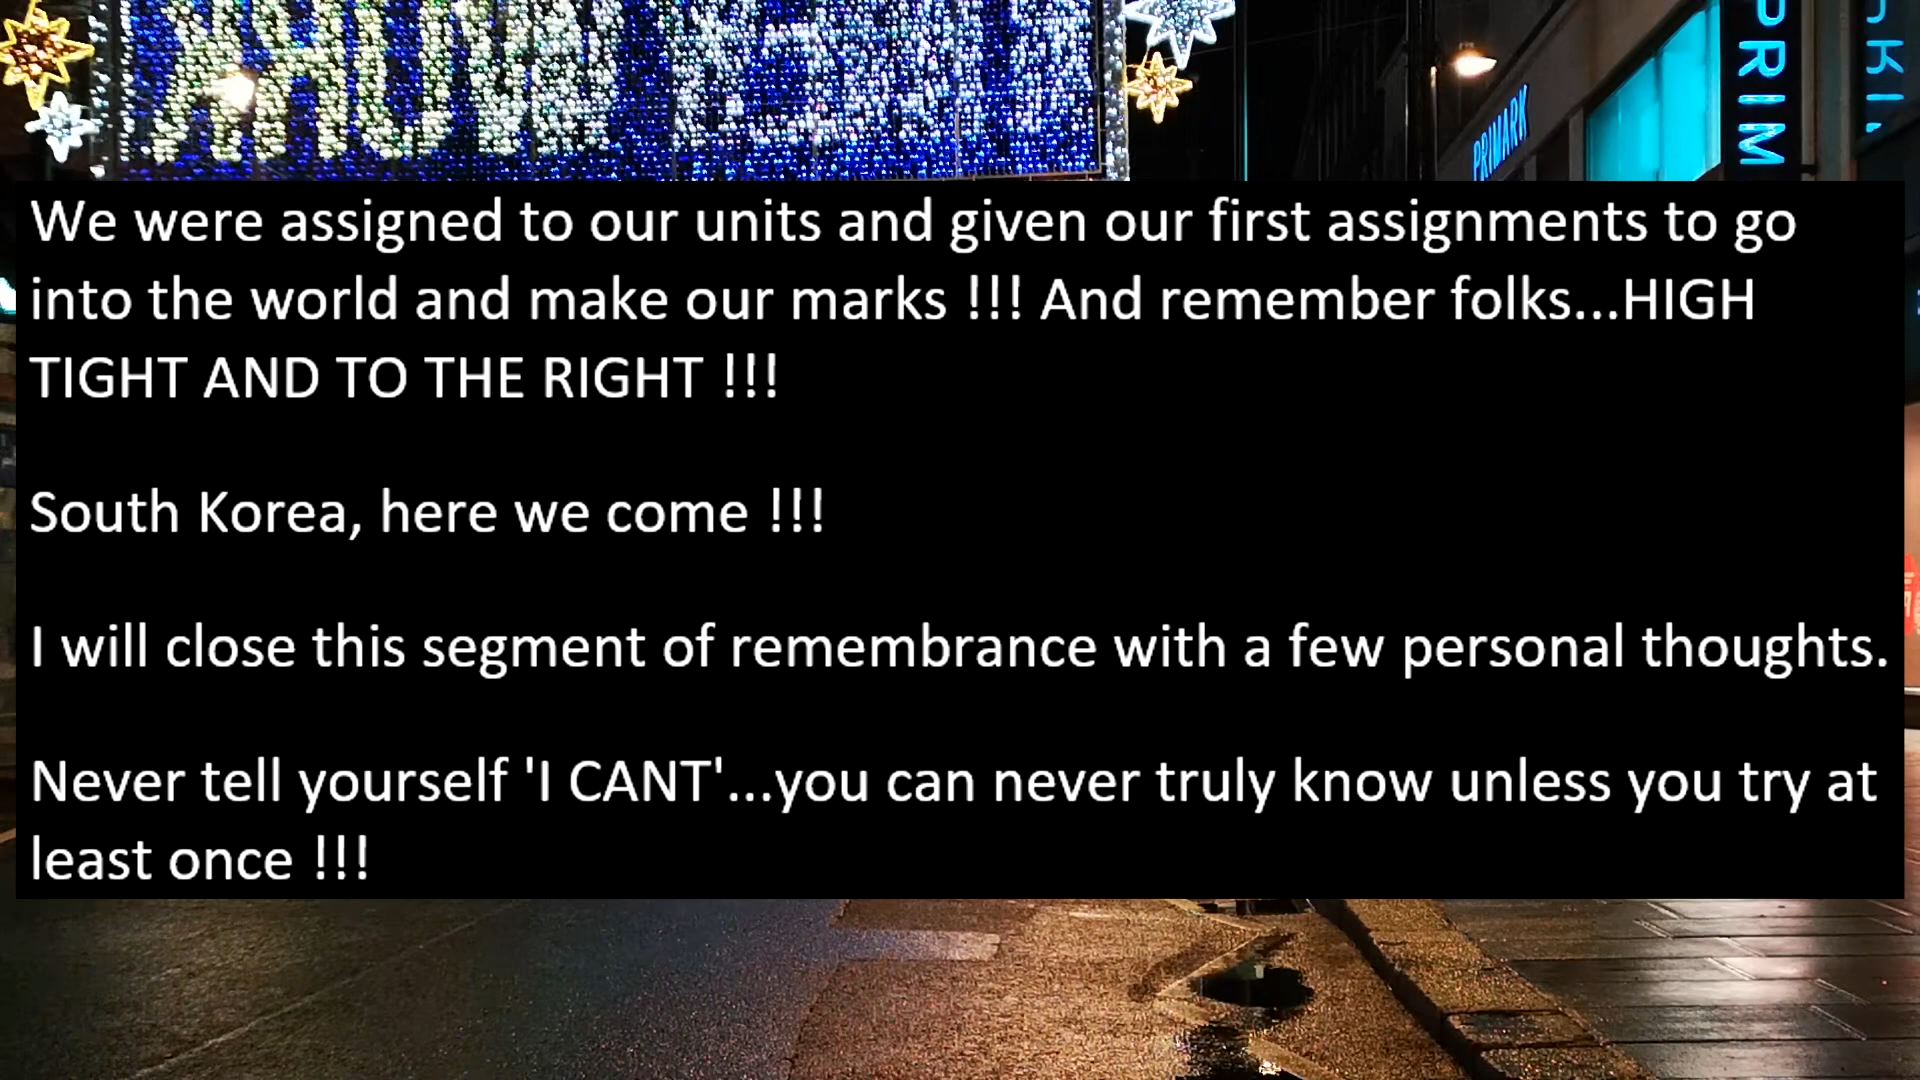 PRIMARK
PRIM
We were assigned to our units and given our first assignments to go
into the world and make our marks !!! And remember folks...HIGH
TIGHT AND TO THE RIGHT !!!
South Korea, here we come !!!
I will close this segment of remembrance with a few personal thoughts.
Never tell yourself 'I CANT'...you can never truly know unless you try at
least once !!!